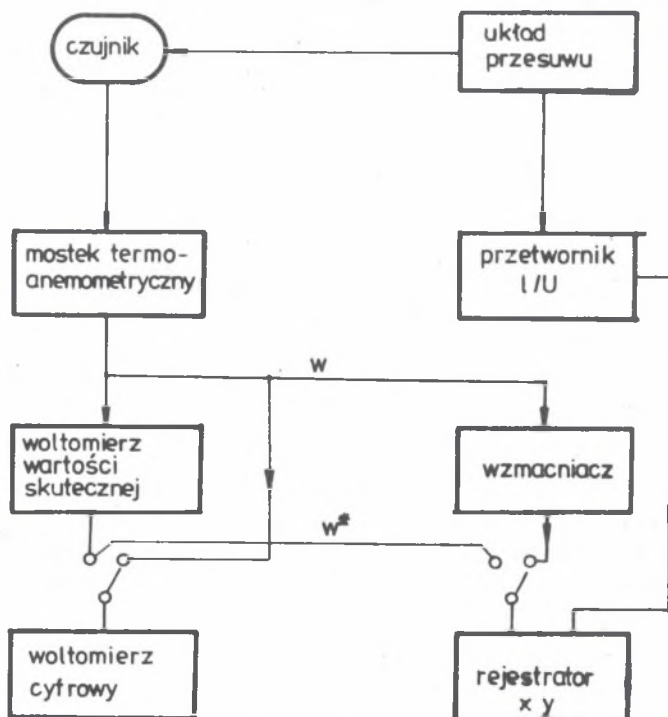 czujnik
układ
przesuwu
mostek termo-
anemometryczny
przetwornik
l/U
w
woltomierz
wartości
skutecznej
wzmacniacz
w*
woltomierz
cyfrowy
rejestrator
x y